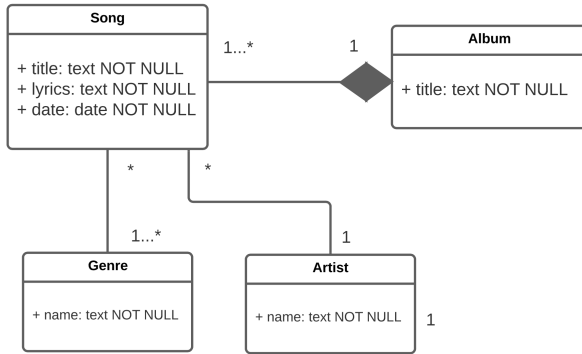 Song
+ title: text NOT NULL
+ lyrics: text NOT NULL
+ date: date NOT NULL
1...*
1
Album
+ title: text NOT NULL
*
*
1...*
1
Genre
+ name: text NOT NULL
Artist
+ name: text NOT NULL
1